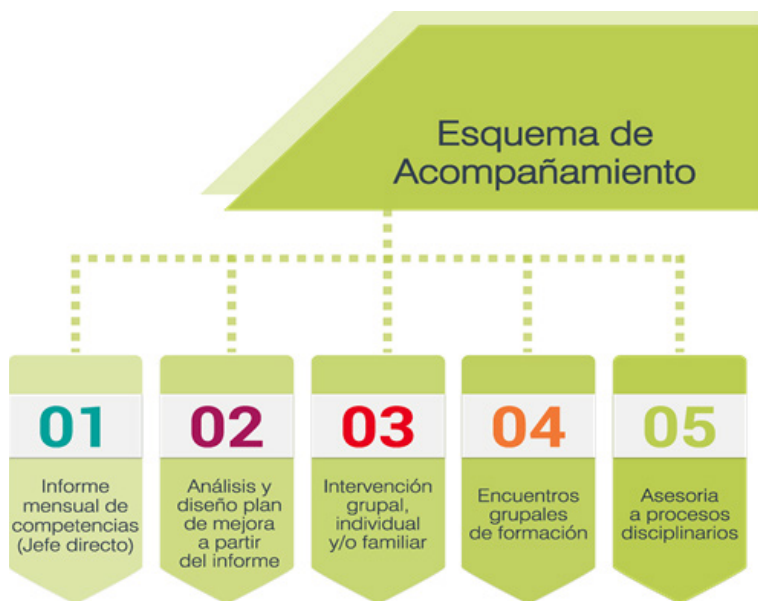 Esquema de
Acompañamiento
01
Informe
mensual de
competencias
(Jefe directo)
02
Análisis y
diseño plan
de mejora
a partir
del informe
03
Intervención
grupal,
individual
y/o familiar
04
Encuentros
grupales
de formación
05
Asesoria
a procesos
disciplinarios